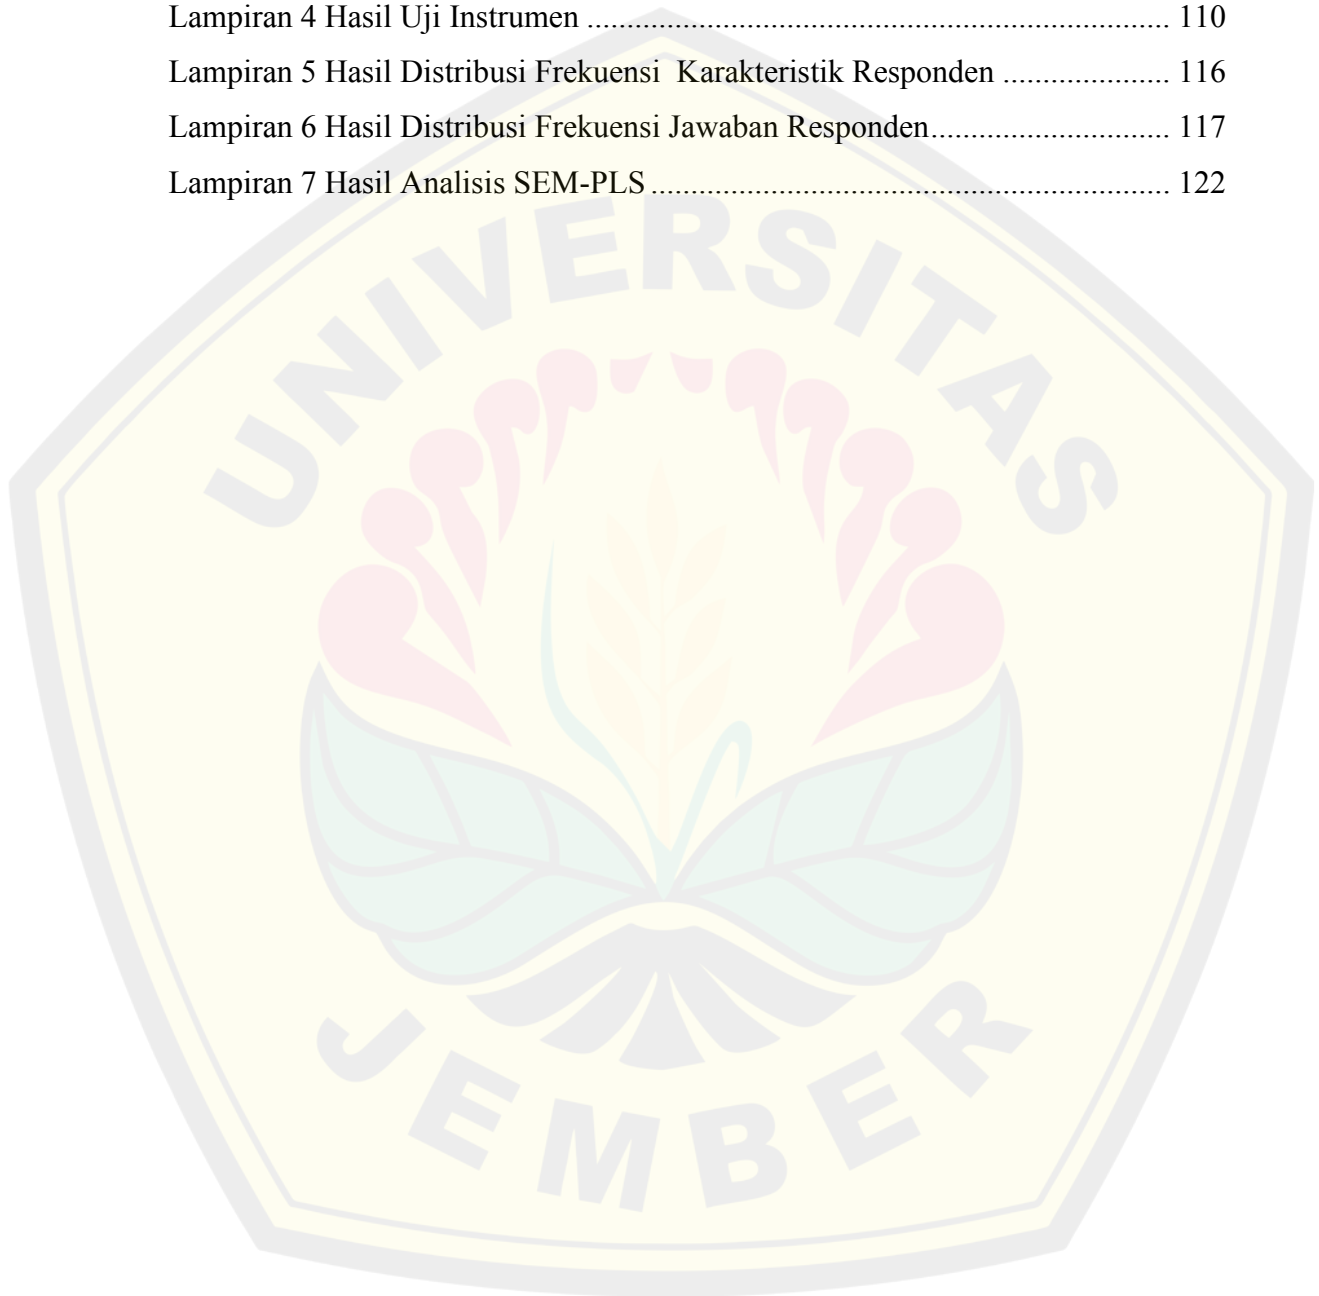 Lampiran 4 Hasil Uji Instrumen ........................................................................ 110
Lampiran 5 Hasil Distribusi Frekuensi  Karakteristik Responden ..................... 116
Lampiran 6 Hasil Distribusi Frekuensi Jawaban Responden.............................. 117
Lampiran 7 Hasil Analisis SEM-PLS ................................................................ 122
UNIVERSITAS
JEMBER